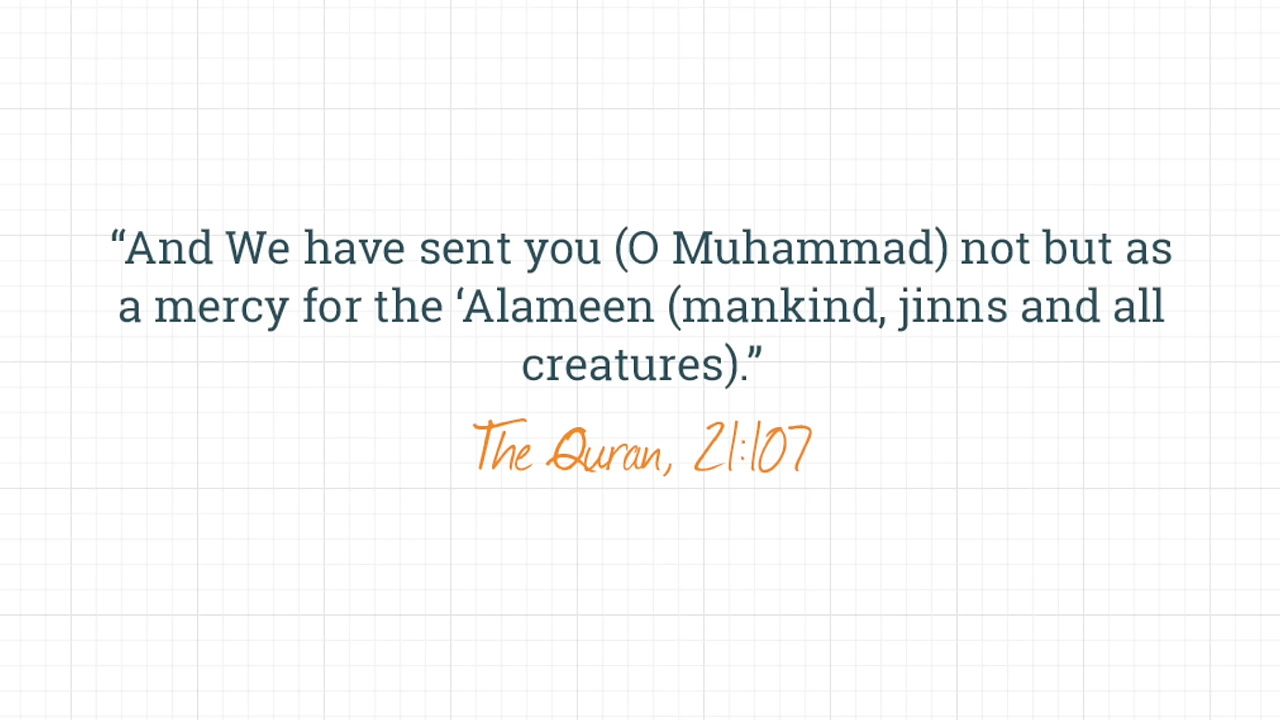 “And We have sent you (O Muhammad) not but as
a mercy for the ‘Alameen (mankind, jinns and all
creatures).”
The Quran, 21:107